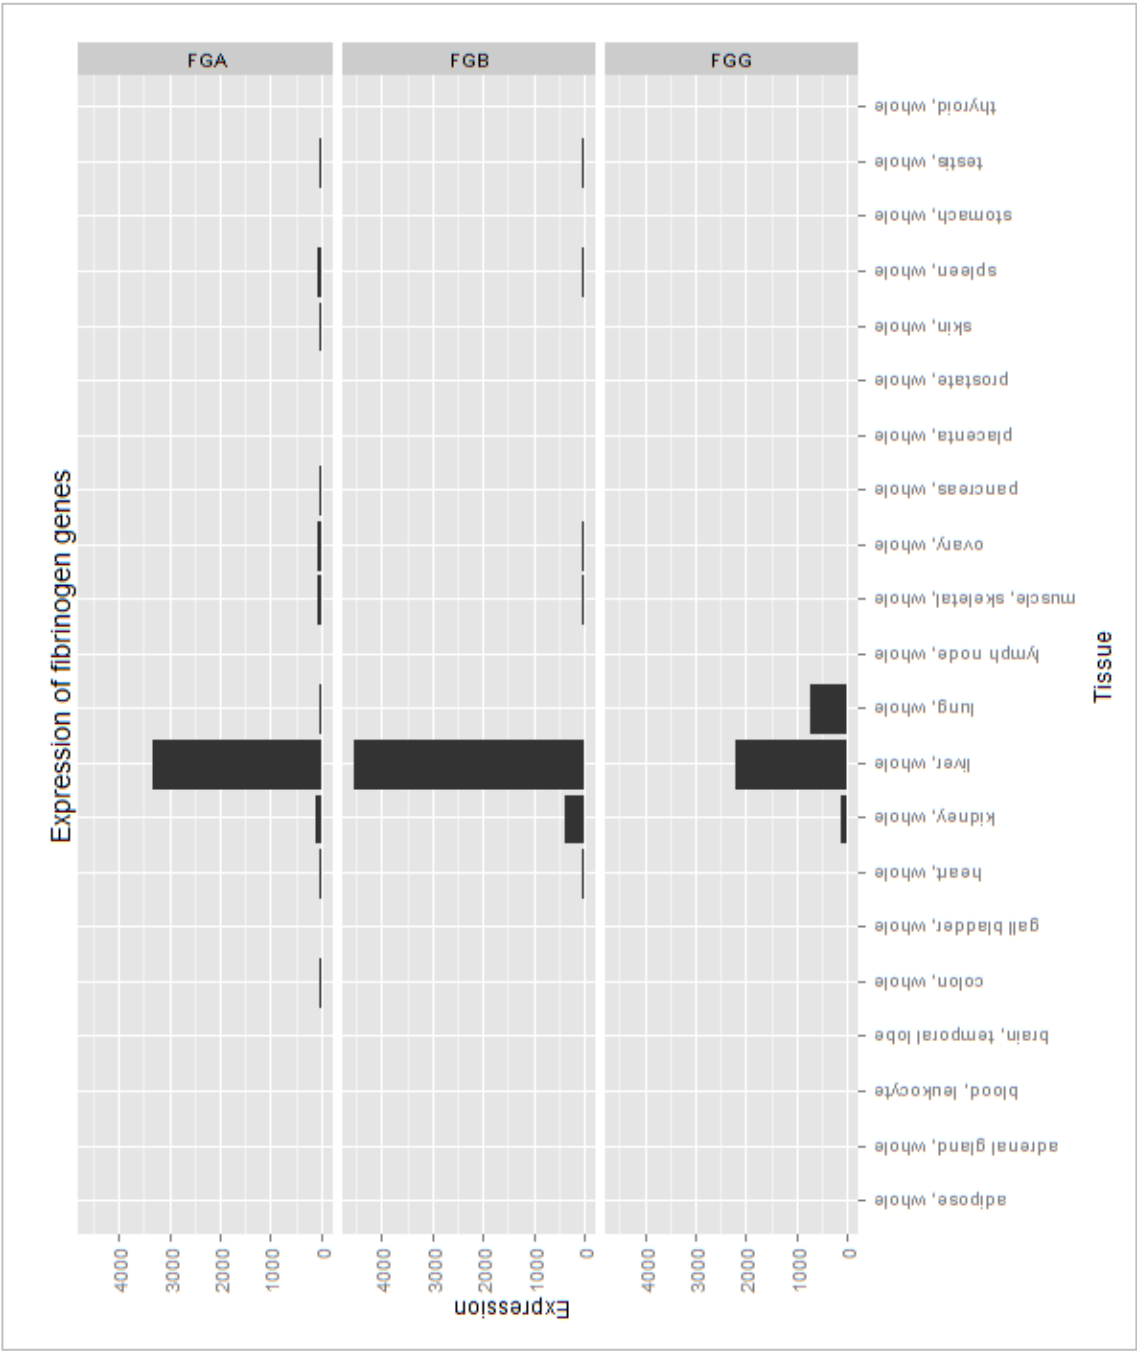 Expression of fibrinogen genes
FGA
FGB
FGG
thyroid, whole
testis, whole
stomach, whole
spleen, whole
skin, whole
prostate, whole
placenta, whole
pancreas, whole
ovary, whole
muscle, skeletal, whole
lymph node, whole
lung, whole
liver, whole
kidney, whole
heart, whole
gall bladder, whole
colon, whole
brain, temporal lobe
blood, leukocyte
adrenal gland, whole
adipose, whole
Tissue
4000 3000 2000 1000 0
4000 3000 2000 1000 0
4000 3000 2000 1000 0
Expression